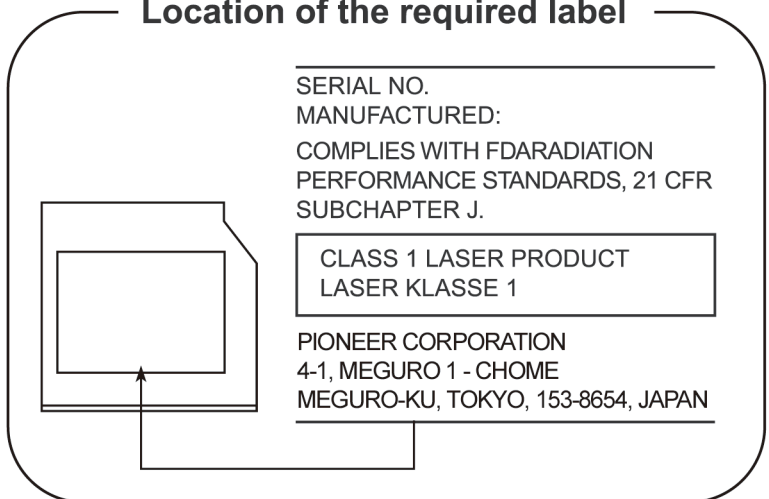 Location of the required label
SERIAL NO.
MANUFACTURED:
COMPLIES WITH FDARADIATION
PERFORMANCE STANDARDS, 21 CFR
SUBCHAPTER J.
CLASS 1 LASER PRODUCT
LASER KLASSE 1
PIONEER CORPORATION
4-1, MEGURO 1 - CHOME
MEGURO-KU, TOKYO, 153-8654, JAPAN